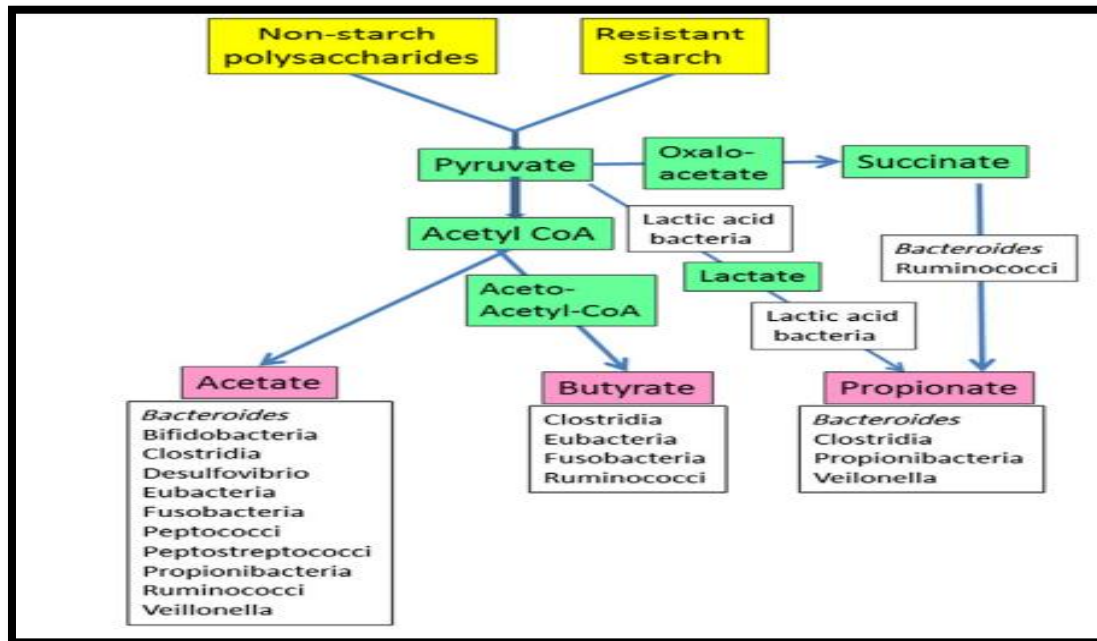 Non-starch
polysaccharides
Resistant
starch
Pyruvate
Oxalo-
acetate
Succinate
Acetyl CoA
Lactic acid
bacteria
Bacteroides
Ruminococci
Lactate
Aceto-
Acetyl-CoA
Lactic acid
bacteria
Acetate
Butyrate
Propionate
Bacteroides
Bifidobacteria
Clostridia
Desulfovibrio
Eubacteria
Fusobacteria
Peptococci
Peptostreptococci
Propionibacteria
Ruminococci
Veillonella
Clostridia
Eubacteria
Fusobacteria
Ruminococci
Bacteroides
Clostridia
Propionibacteria
Veilonella